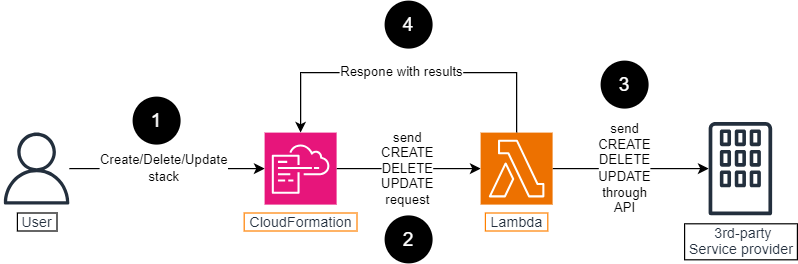 4
Respone with results
3
1
send
CREATE
DELETE
UPDATE
through
API
send
CREATE
DELETE
UPDATE
request
Create/Delete/Update
stack
User
CloudFormation
Lambda
3rd-party
Service provider
2